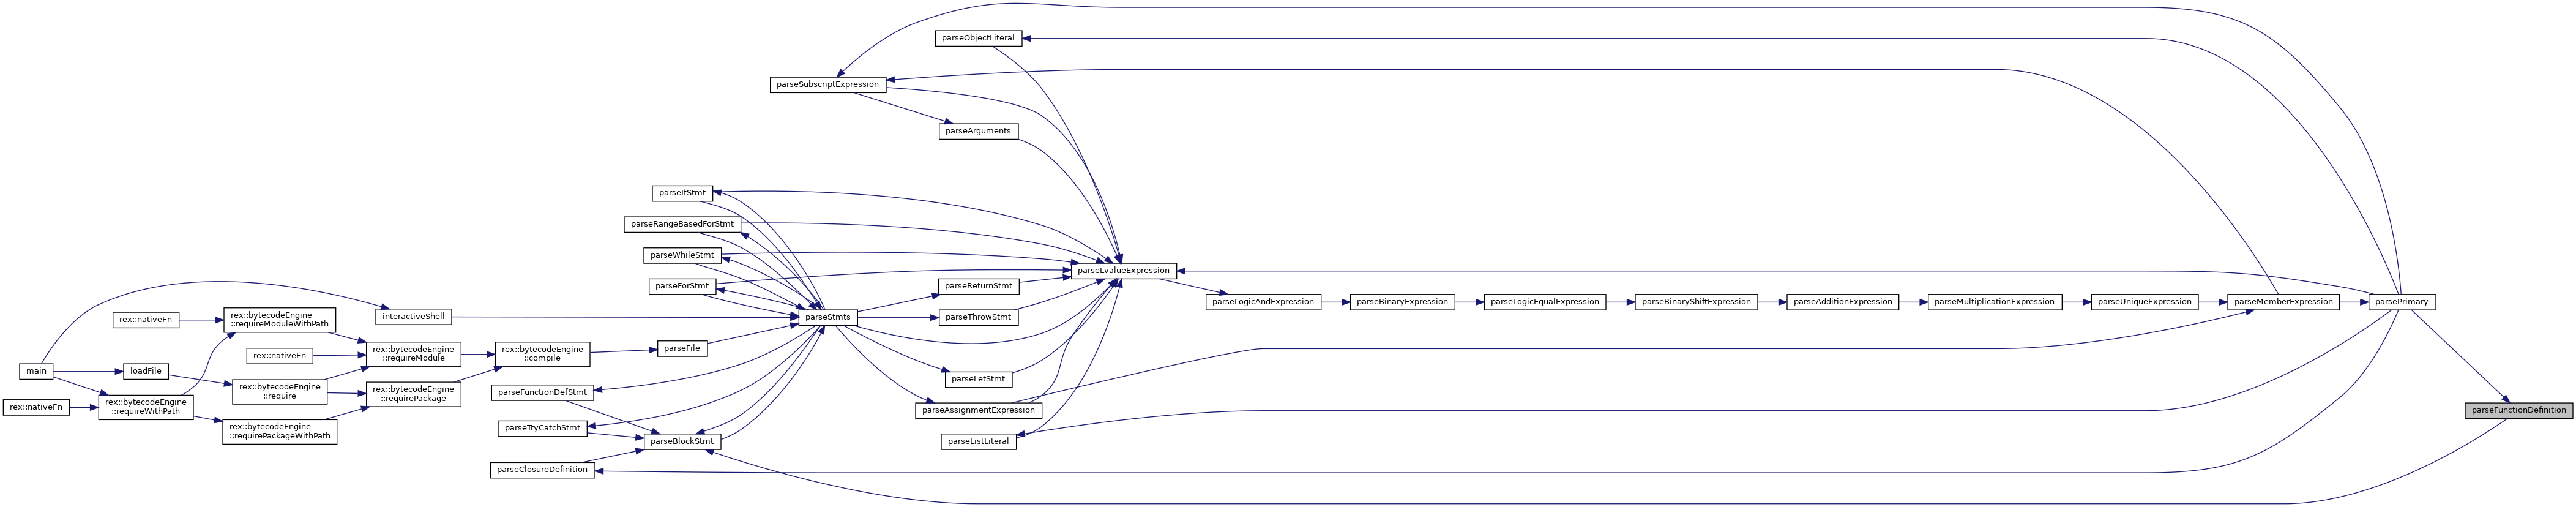 parseObjectLiteral
parseSubscriptExpression
parseArguments
parseIfStmt
parseRangeBasedForStmt
parseWhileStmt
parseLvalueExpression
parseForStmt
parseReturnStmt
parseLogicAndExpression
parseBinaryExpression
parseLogicEqualExpression
parseBinaryShiftExpression
parseAdditionExpression
parseMultiplicationExpression
parseUniqueExpression
parseMemberExpression
parsePrimary
rex::nativeFn
rex::bytecodeEngine
::requireModuleWithPath
interactiveShell
parseStmts
parseThrowStmt
rex::nativeFn
rex::bytecodeEngine
::requireModule
rex::bytecodeEngine
::compile
parseFile
main
loadFile
rex::bytecodeEngine
::require
rex::bytecodeEngine
::requirePackage
parseFunctionDefStmt
parseLetStmt
rex::nativeFn
rex::bytecodeEngine
::requireWithPath
parseAssignmentExpression
parseFunctionDefinition
rex::bytecodeEngine
::requirePackageWithPath
parseTryCatchStmt
parseBlockStmt
parseListLiteral
parseClosureDefinition